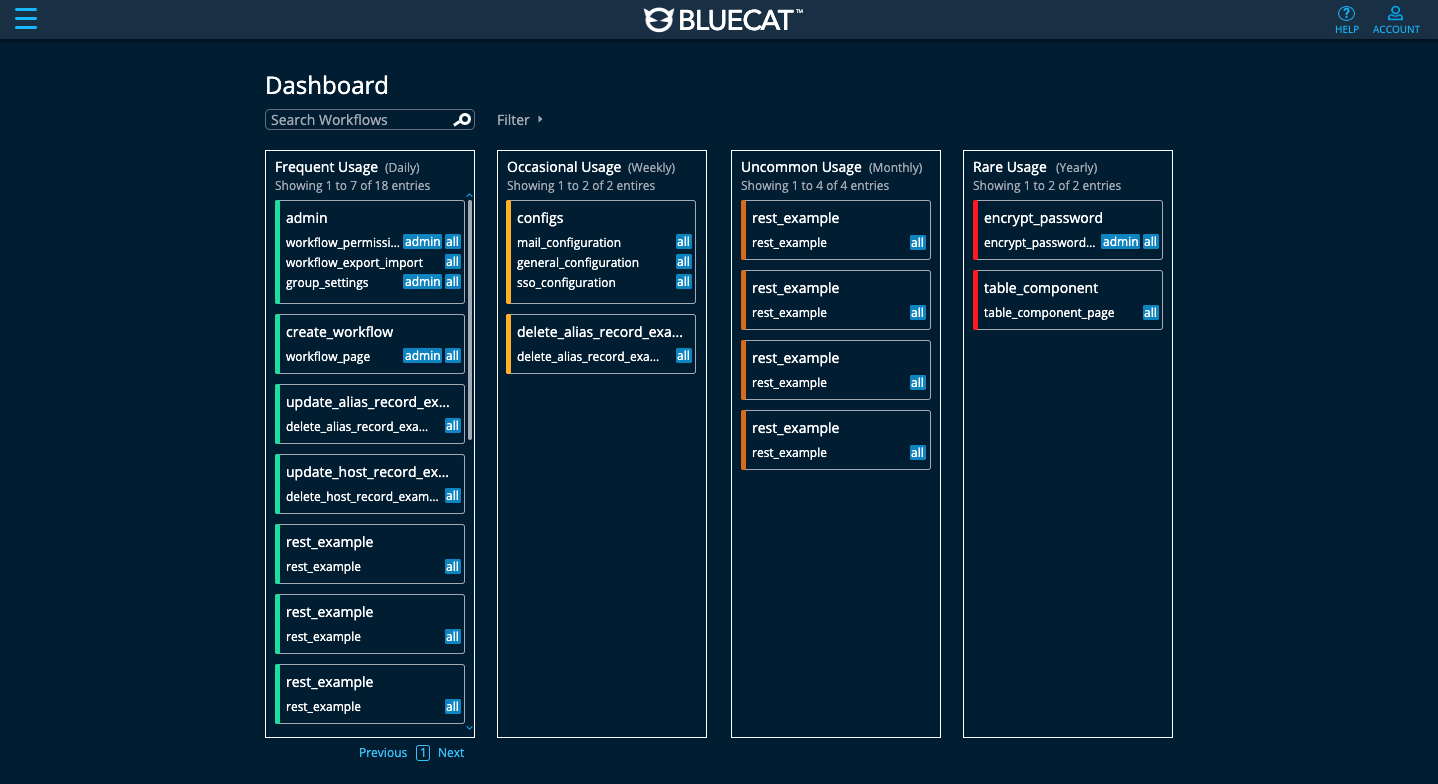 BLUECAT™
HELP
ACCOUNT
Dashboard
Search Workflows
Filter
Frequent Usage (Daily)
Showing 1 to 7 of 18 entries
admin
workflow_permissi... admin all
workflow_export_import all
group_settings admin all
create_workflow
workflow_page admin all
update_alias_record_ex...
delete_alias_record_exa... all
update_host_record_ex...
delete_host_record_exam... all
rest_example
rest_example all
rest_example
rest_example all
rest_example
rest_example all
Previous 1 Next
Occasional Usage (Weekly)
Showing 1 to 2 of 2 entires
configs
mail_configuration all
general_configuration all
sso_configuration all
delete_alias_record_exa...
delete_alias_record_exa... all
Uncommon Usage (Monthly)
Showing 1 to 4 of 4 entries
rest_example
rest_example all
rest_example
rest_example all
rest_example
rest_example all
rest_example
rest_example all
Rare Usage (Yearly)
Showing 1 to 2 of 2 entries
encrypt_password
encrypt_password... admin all
table_component
table_component_page all